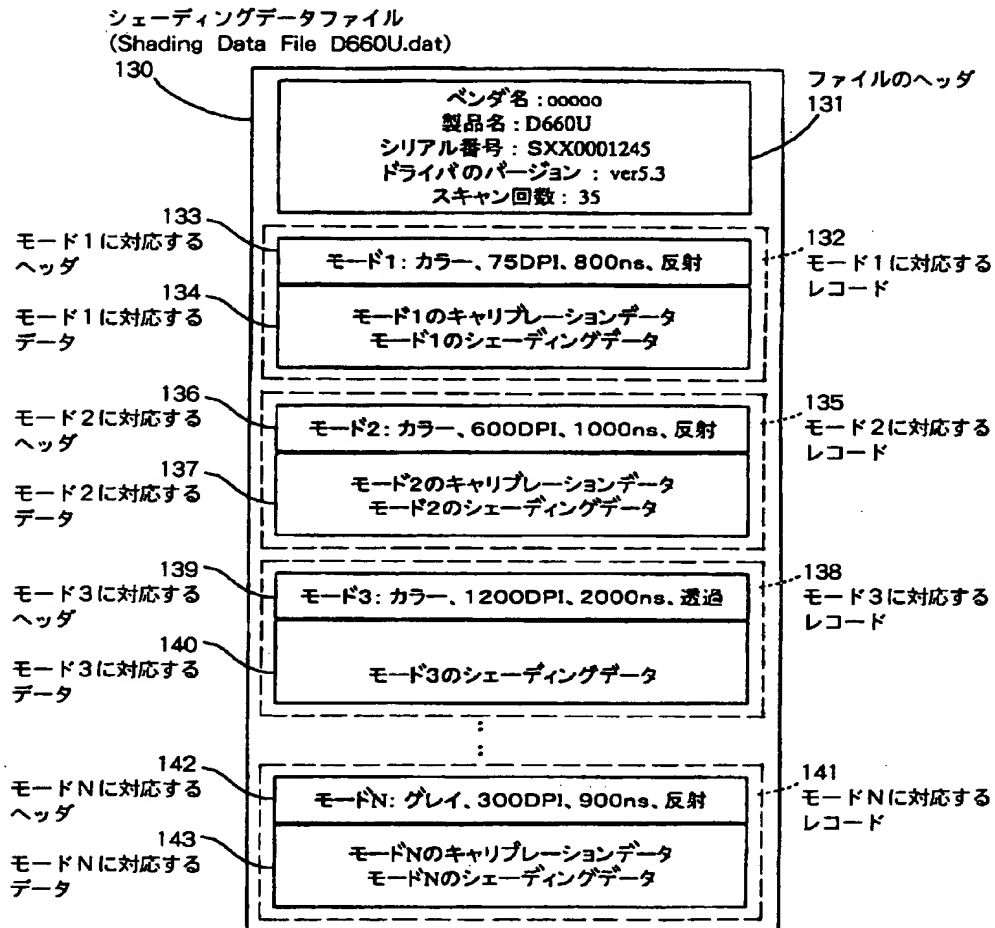 シェーディングデータファイル
(Shading Data File D660U.dat)
130
ファイルのヘッダ
131
ベンダ名 : ooooo
製品名 : D660U
シリアル番号 : SXX0001245
ドライバのバージョン : ver5.3
スキャン回数 : 35
133
モード1に対応する
ヘッダ
モード1: カラー、75DPI、800ns、反射
132
モード1に対応する
レコード
134
モード1に対応する
データ
モード1のキャリブレーションデータ
モード1のシェーディングデータ
136
モード2に対応する
ヘッダ
モード2: カラー、600DPI、1000ns、反射
135
モード2に対応する
レコード
137
モード2に対応する
データ
モード2のキャリブレーションデータ
モード2のシェーディングデータ
139
モード3に対応する
ヘッダ
モード3: カラー、1200DPI、2000ns、透過
138
モード3に対応する
レコード
140
モード3に対応する
データ
モード3のシェーディングデータ
142
モードNに対応する
ヘッダ
モードN: グレイ、300DPI、900ns、反射
141
モードNに対応する
レコード
143
モードNに対応する
データ
モードNのキャリブレーションデータ
モードNのシェーディングデータ